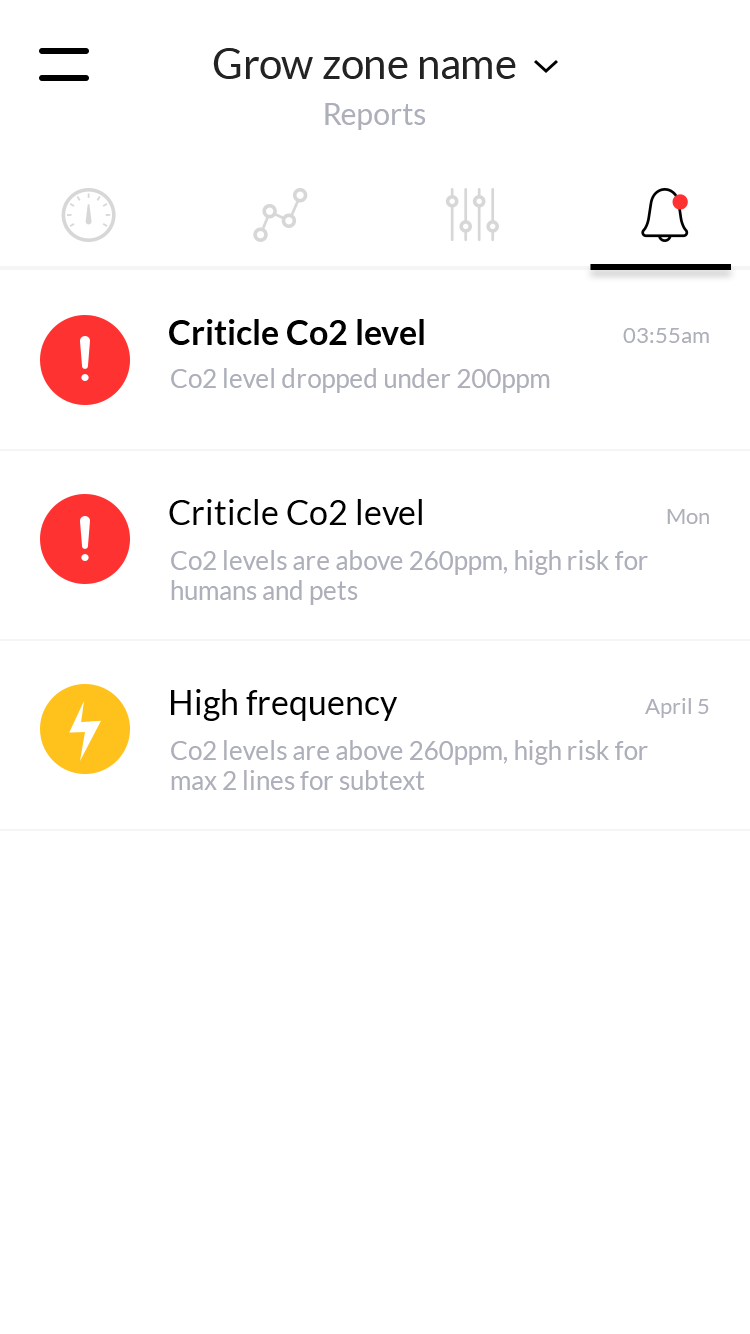 Grow zone name
Reports
Criticle Co2 level
03:55am
Co2 level dropped under 200ppm
Criticle Co2 level
Mon
Co2 levels are above 260ppm, high risk for
humans and pets
High frequency
April 5
Co2 levels are above 260ppm, high risk for
max 2 lines for subtext